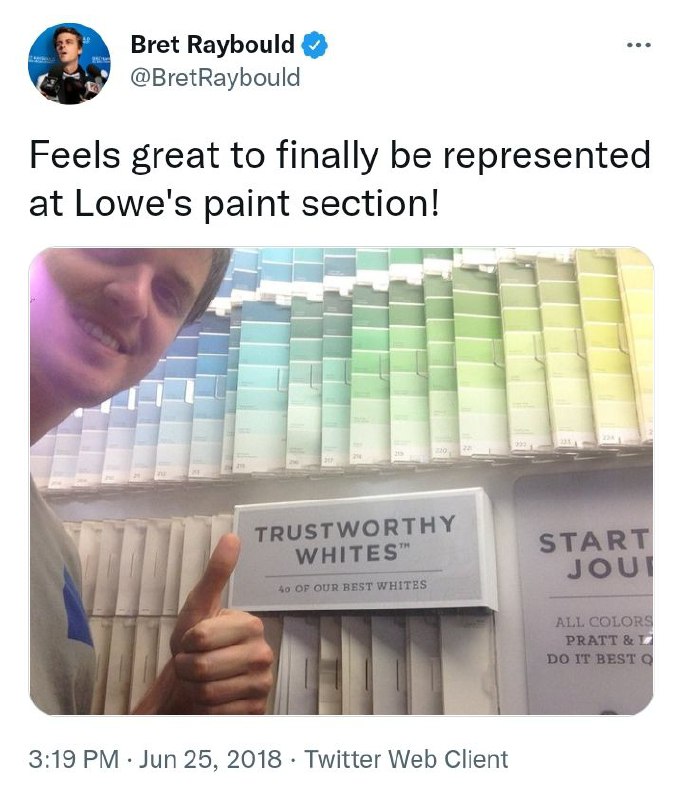 Bret Raybould
@BretRaybould
Feels great to finally be represented
at Lowe's paint section!
TRUSTWORTHY
WHITES™
40 OF OUR BEST WHITES
START
JOU
ALL COLORS
PRATT & L
DO IT BEST Q
3:19 PM · Jun 25, 2018 · Twitter Web Client